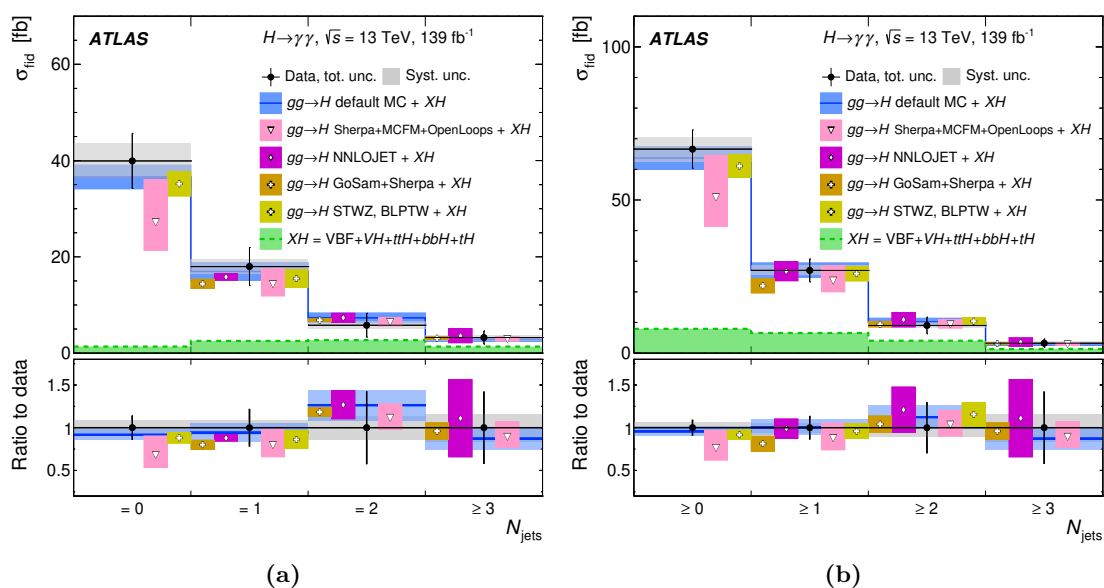 ATLAS
H→γγ, √s = 13 TeV, 139 fb⁻¹
Data, tot. unc. Syst. unc.
gg→H default MC + XH
gg→H Sherpa+MCFM+OpenLoops + XH
gg→H NNLOJET + XH
gg→H GoSam+Sherpa + XH
gg→H STWZ, BLPTW + XH
XH = VBF+VH+ttH+bbH+tH
σ_fid [fb]
60
40
20
0
Ratio to data
1.5
1
0.5
= 0 = 1 = 2 ≥ 3
N_jets
(a)
ATLAS
H→γγ, √s = 13 TeV, 139 fb⁻¹
Data, tot. unc. Syst. unc.
gg→H default MC + XH
gg→H Sherpa+MCFM+OpenLoops + XH
gg→H NNLOJET + XH
gg→H GoSam+Sherpa + XH
gg→H STWZ, BLPTW + XH
XH = VBF+VH+ttH+bbH+tH
σ_fid [fb]
100
50
0
Ratio to data
1.5
1
0.5
≥ 0 ≥ 1 ≥ 2 ≥ 3
N_jets
(b)